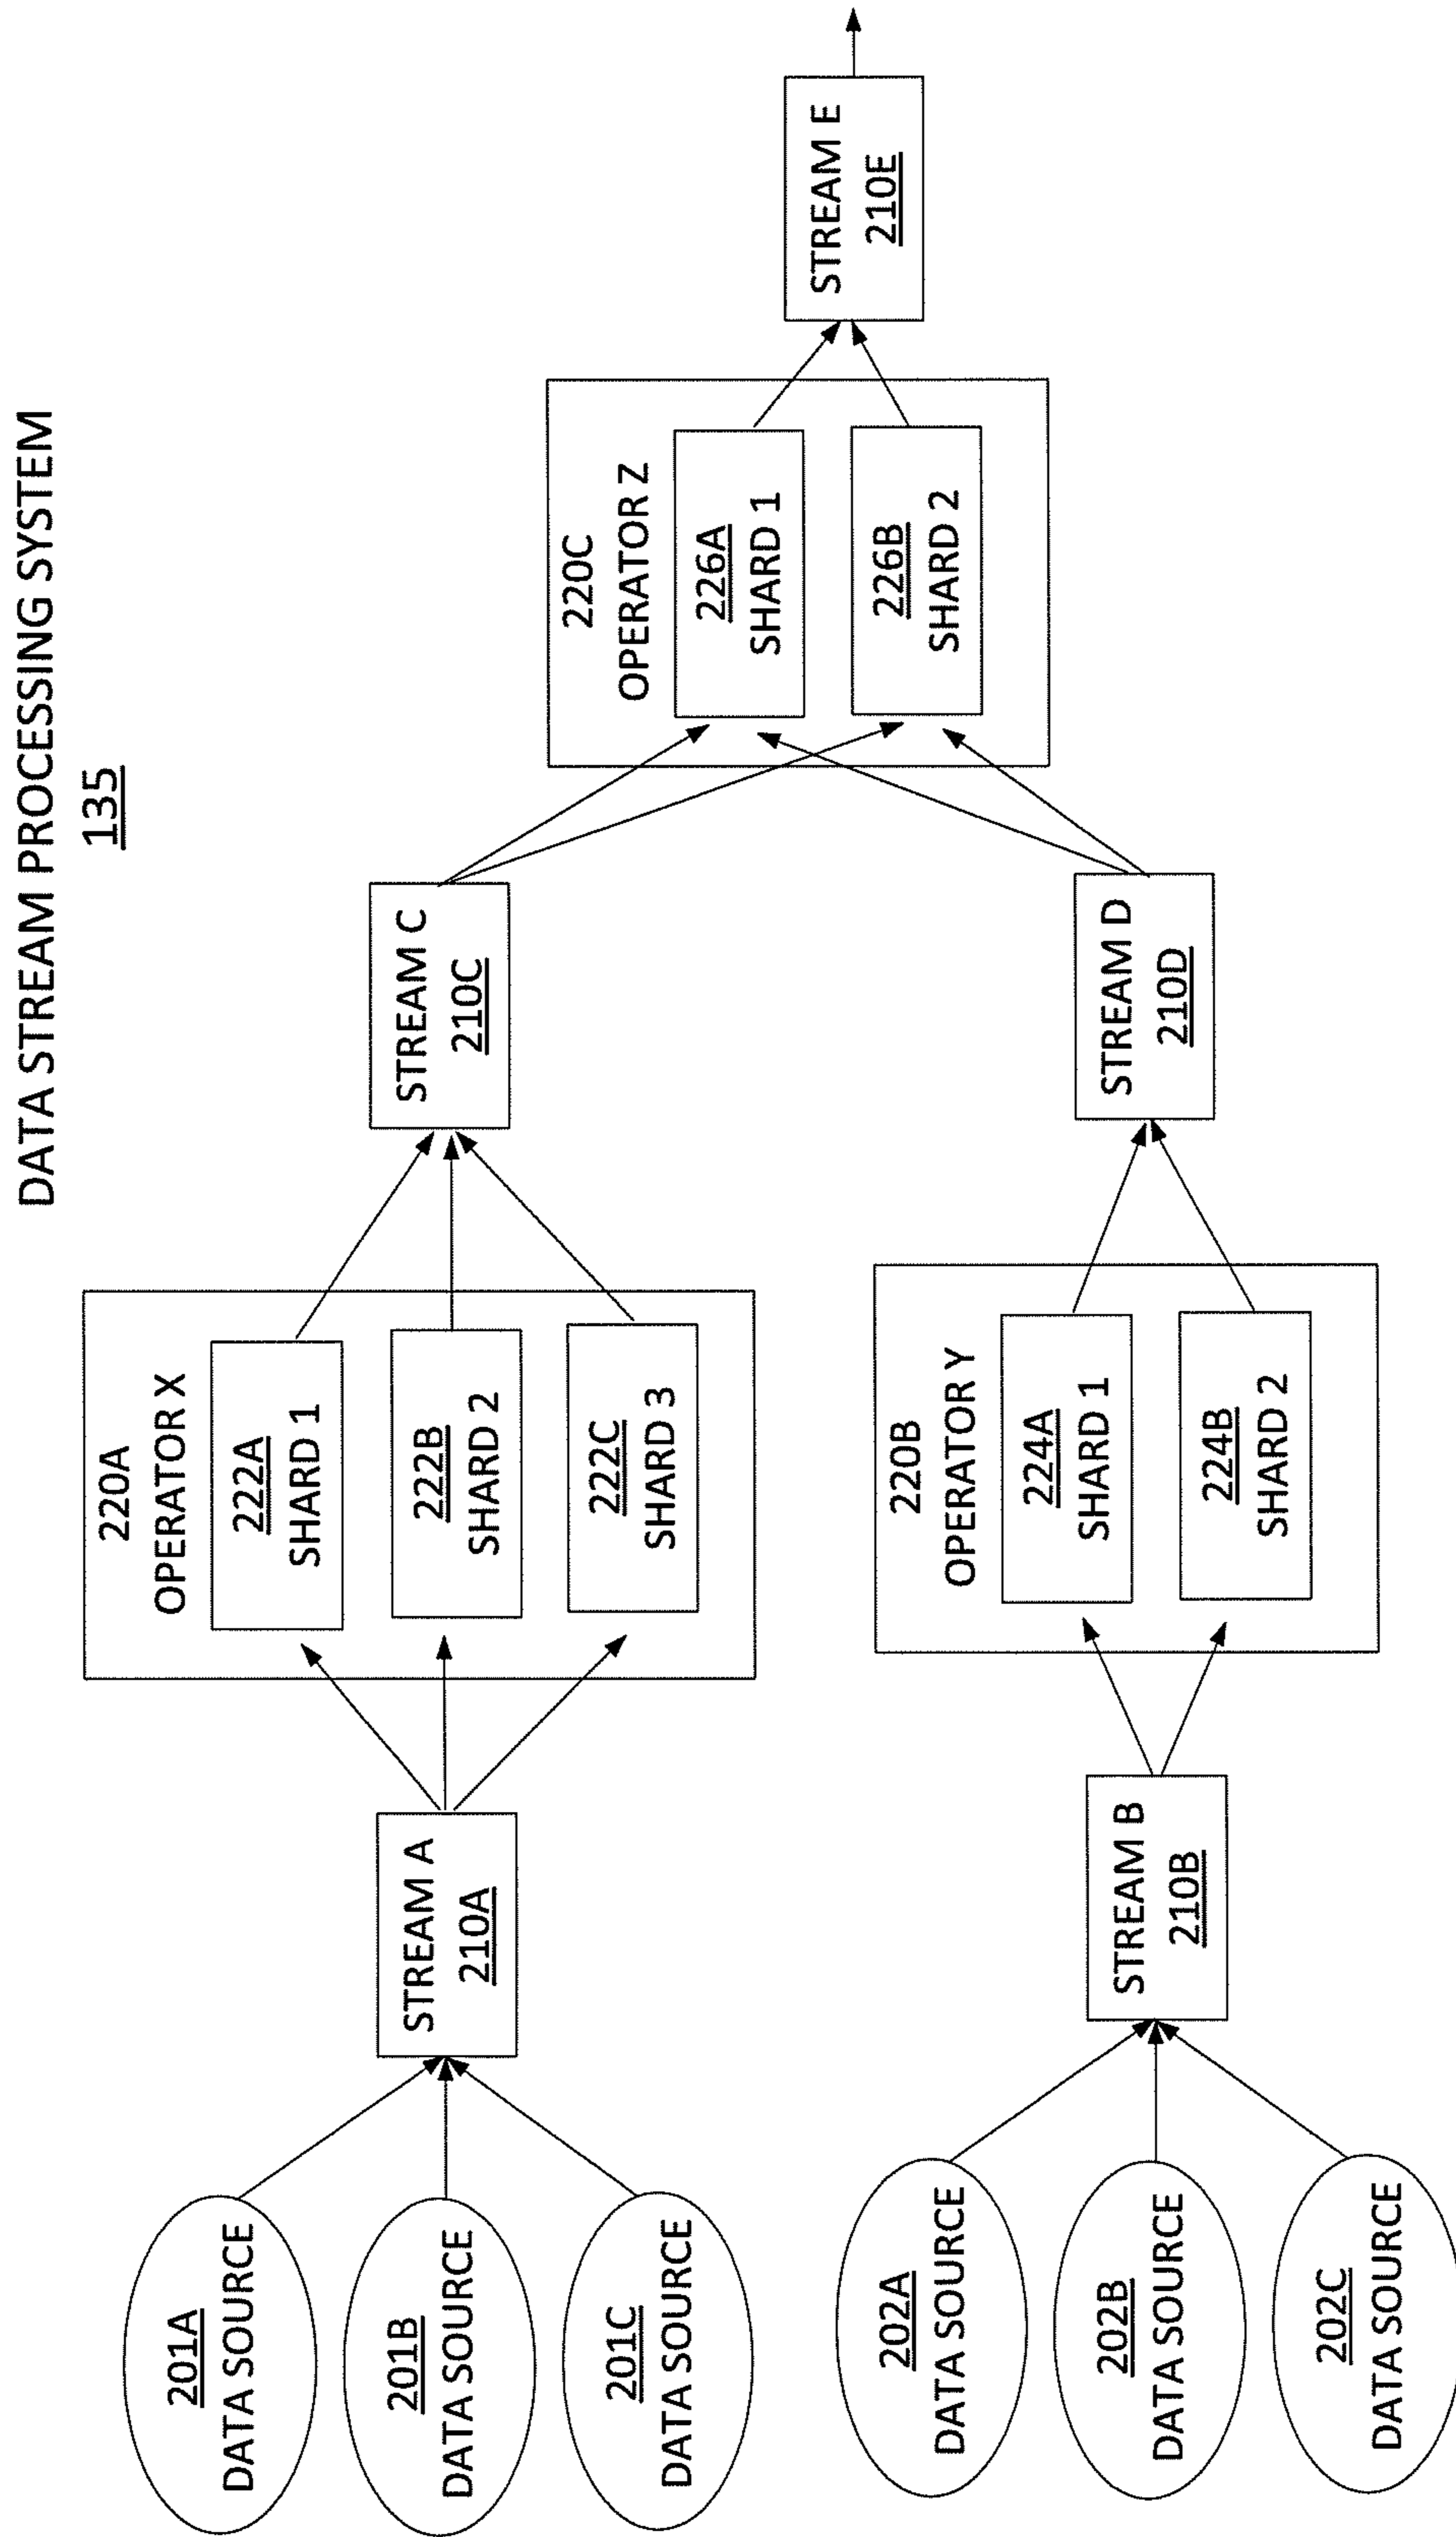 DATA STREAM PROCESSING SYSTEM
135
201A
DATA SOURCE
201B
DATA SOURCE
201C
DATA SOURCE
STREAM A
210A
220A
OPERATOR X
222A
SHARD 1
222B
SHARD 2
222C
SHARD 3
STREAM C
210C
202A
DATA SOURCE
202B
DATA SOURCE
202C
DATA SOURCE
STREAM B
210B
220B
OPERATOR Y
224A
SHARD 1
224B
SHARD 2
STREAM D
210D
220C
OPERATOR Z
226A
SHARD 1
226B
SHARD 2
STREAM E
210E